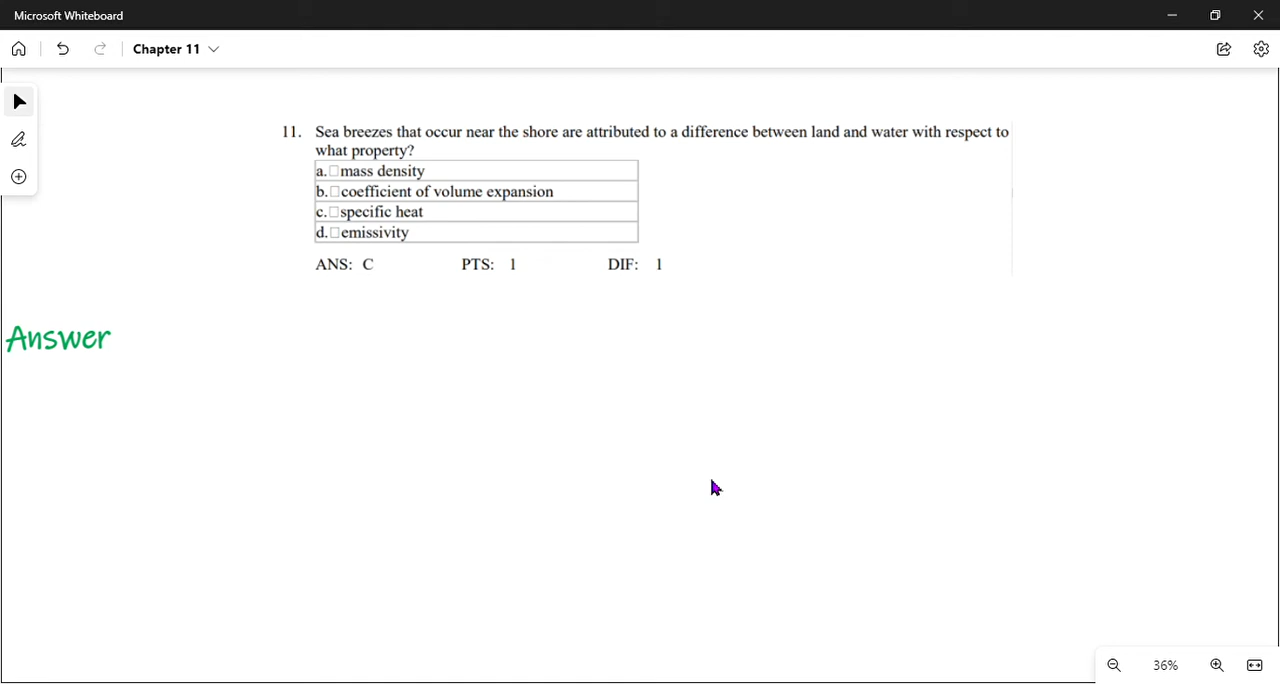 Microsoft Whiteboard
Chapter 11
11. Sea breezes that occur near the shore are attributed to a difference between land and water with respect to
what property?
a.□mass density
b.□coefficient of volume expansion
c.□specific heat
d.□emissivity
ANS: C PTS: 1 DIF: 1
Answer
36%